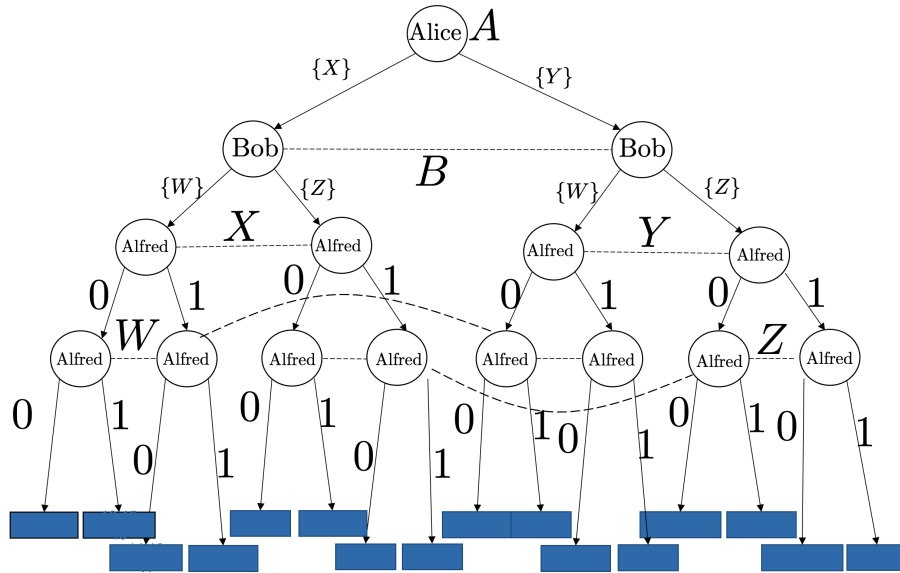 Alice A
{X} {Y}
Bob Bob
B
{W} {Z} {W} {Z}
X Y
Alfred Alfred Alfred Alfred
0 1 0 1 0 1 0 1
W Z
Alfred Alfred Alfred Alfred Alfred Alfred Alfred Alfred
0 1 0 1 0 1 0 1 0 1 0 1 0 1 0 1